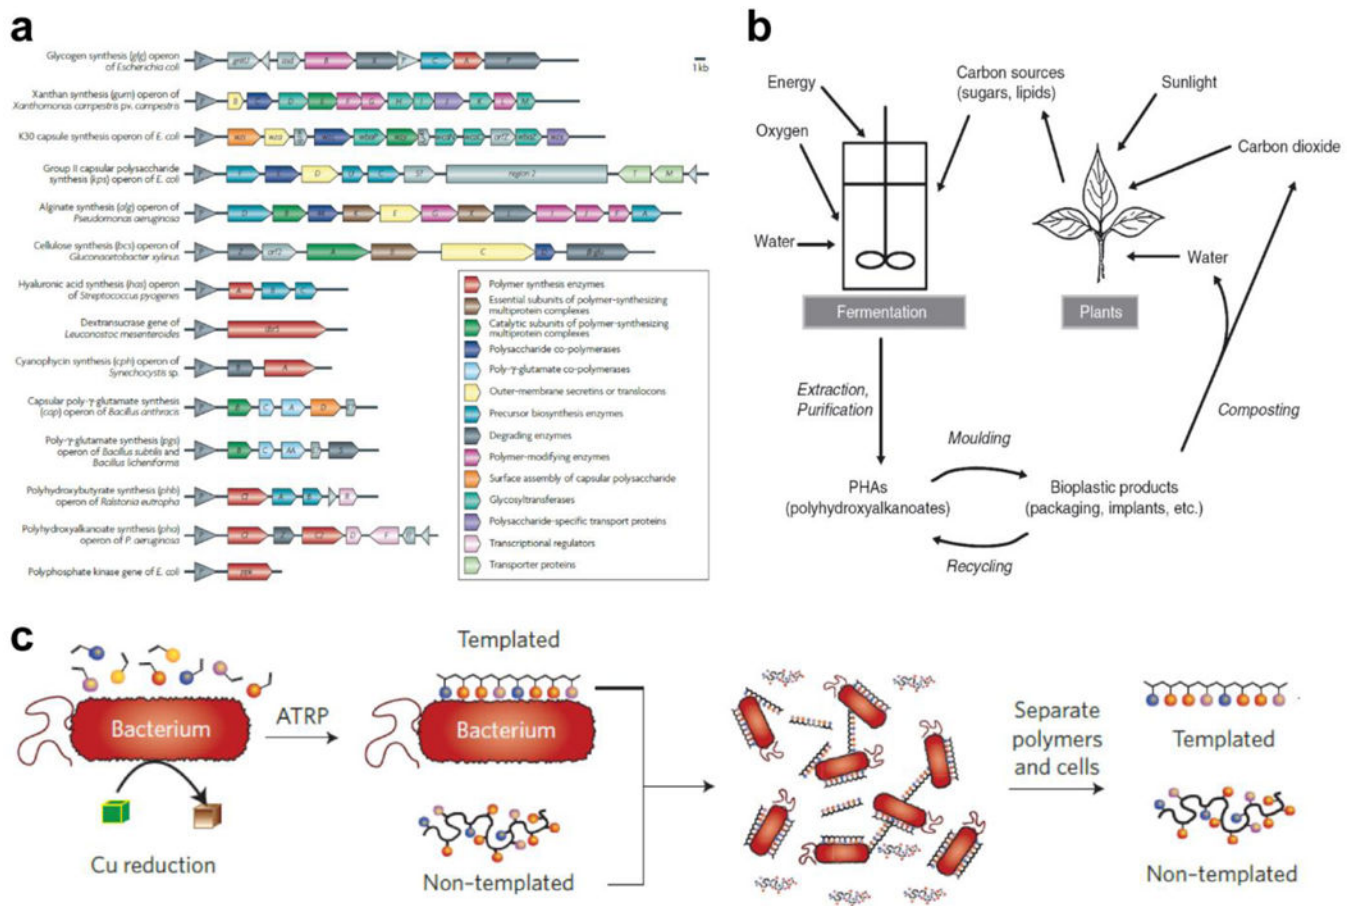 a
Glycogen synthesis (glg) operon
of Escherichia coli
1 kb
Xanthan synthesis (gum) operon of
Xanthomonas campestris pv. campestris
K30 capsule synthesis operon of E. coli
Group II capsular polysaccharide
synthesis (kps) operon of E. coli
region 2
Alginate synthesis (alg) operon of
Pseudomonas aeruginosa
Cellulose synthesis (bcs) operon of
Gluconacetobacter xylinus
Hyaluronic acid synthesis (has) operon
of Streptococcus pyogenes
Dextransucrase gene of
Leuconostoc mesenteroides
Cyanophycin synthesis (cph) operon of
Synechocystis sp.
Capsular poly-γ-glutamate synthesis
(cap) operon of Bacillus anthracis
Poly-γ-glutamate synthesis (pgs)
operon of Bacillus subtilis and
Bacillus licheniformis
Polyhydroxybutyrate synthesis (phb)
operon of Ralstonia eutropha
Polyhydroxyalkanoate synthesis (pha)
operon of P. aeruginosa
Polyphosphate kinase gene of E. coli
Polymer synthesis enzymes
Essential subunits of polymer-synthesizing
multiprotein complexes
Catalytic subunits of polymer-synthesizing
multiprotein complexes
Polysaccharide co-polymerases
Poly-γ-glutamate co-polymerases
Outer-membrane secretins or translocons
Precursor biosynthesis enzymes
Degrading enzymes
Polymer-modifying enzymes
Surface assembly of capsular polysaccharide
Glycosyltransferases
Polysaccharide-specific transport proteins
Transcriptional regulators
Transporter proteins
b
Energy
Oxygen
Water
Carbon sources
(sugars, lipids)
Sunlight
Carbon dioxide
Water
Fermentation
Plants
Extraction,
Purification
Composting
Moulding
PHAs
(polyhydroxyalkanoates)
Bioplastic products
(packaging, implants, etc.)
Recycling
c
Bacterium
Cu reduction
ATRP
Templated
Bacterium
Non-templated
Separate
polymers
and cells
Templated
Non-templated